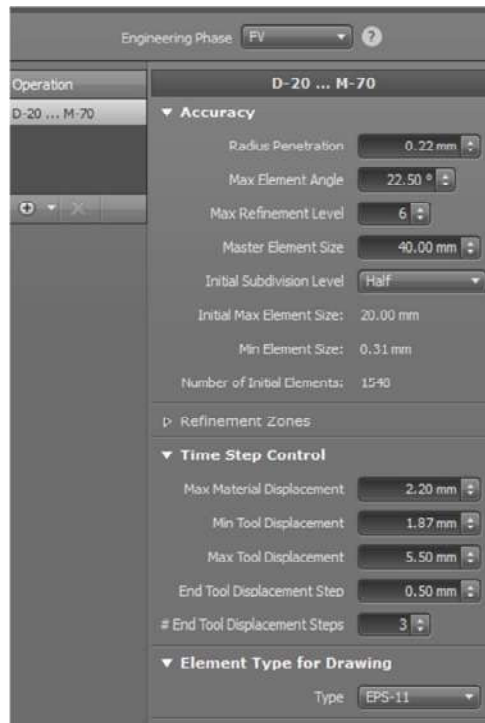 Engineering Phase FV ?
Operation
D-20 ... M-70
D-20 ... M-70
Accuracy
Radius Penetration 0.22 mm
Max Element Angle 22.50 °
Max Refinement Level 6
Master Element Size 40.00 mm
Initial Subdivision Level Half
Initial Max Element Size: 20.00 mm
Min Element Size: 0.31 mm
Number of Initial Elements: 1540
Refinement Zones
Time Step Control
Max Material Displacement 2.20 mm
Min Tool Displacement 1.87 mm
Max Tool Displacement 5.50 mm
End Tool Displacement Step 0.50 mm
# End Tool Displacement Steps 3
Element Type for Drawing
Type EPS-11